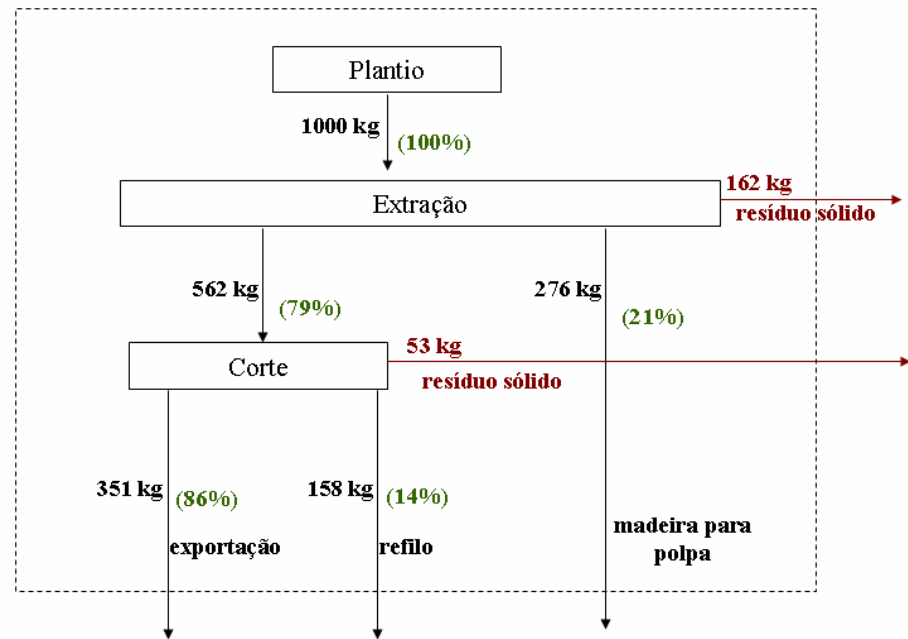 Plantio
1000 kg
(100%)
Extração
162 kg
resíduo sólido
562 kg
(79%)
276 kg
(21%)
Corte
53 kg
resíduo sólido
351 kg
(86%)
158 kg
(14%)
exportação
refilo
madeira para
polpa